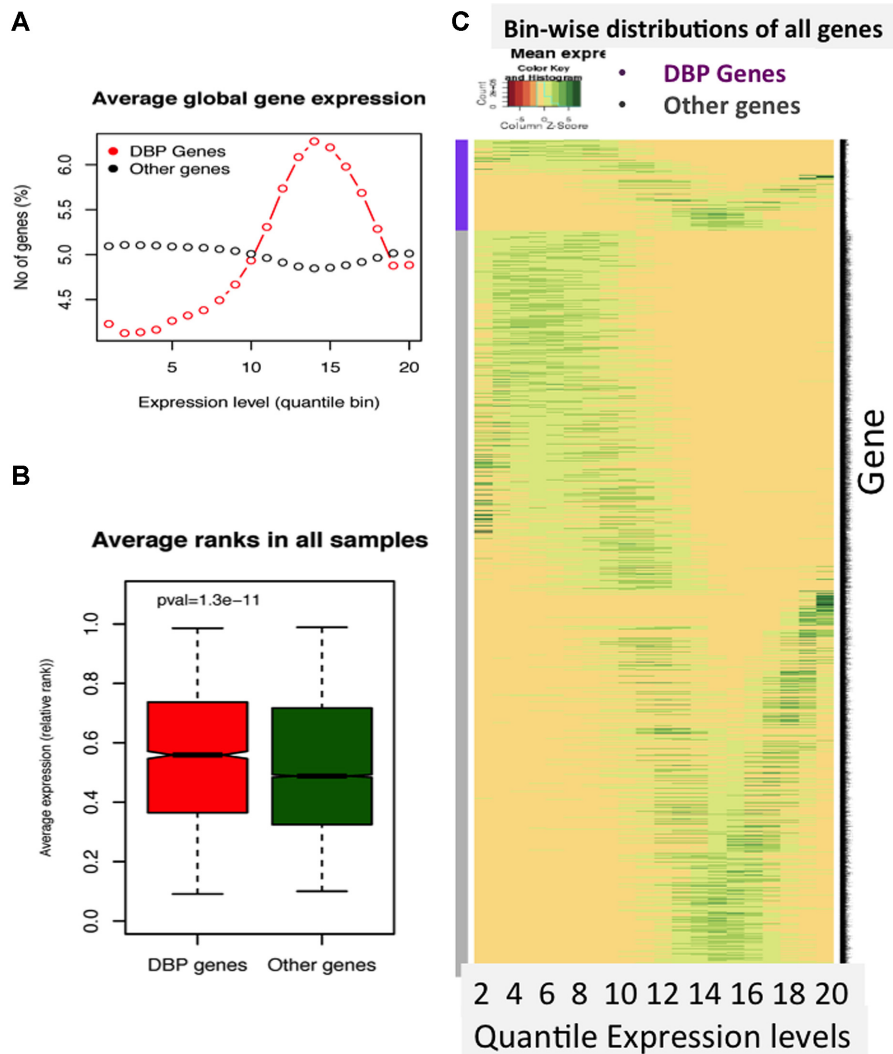 A
Average global gene expression
DBP Genes
Other genes
No of genes (%)
6.0
5.5
5.0
4.5
5 10 15 20
Expression level (quantile bin)
B
Average ranks in all samples
pval=1.3e−11
Average expression (relative rank))
1.0
0.8
0.6
0.4
0.2
0.0
DBP genes Other genes
C
Bin-wise distributions of all genes
Mean expre
Color Key
and Histogram
Count
-5 0 5
Column Z-Score
• DBP Genes
• Other genes
Gene
2 4 6 8 10 12 14 16 18 20
Quantile Expression levels